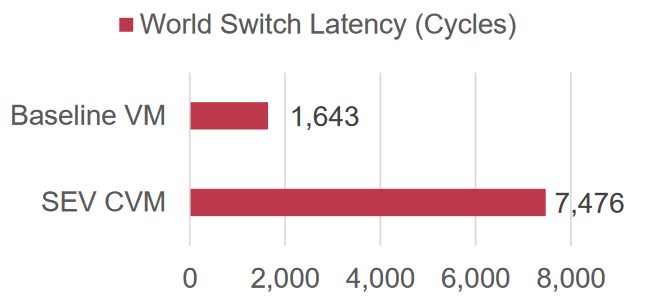 World Switch Latency (Cycles)
Baseline VM 1,643
SEV CVM 7,476
0 2,000 4,000 6,000 8,000